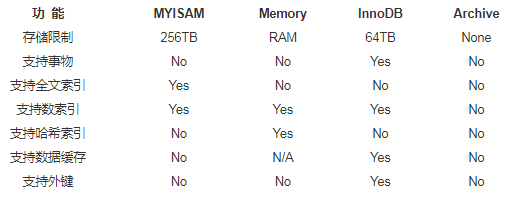 功 能 MYISAM Memory InnoDB Archive
存储限制 256TB RAM 64TB None
支持事物 No No Yes No
支持全文索引 Yes No No No
支持数索引 Yes Yes Yes No
支持哈希索引 No Yes No No
支持数据缓存 No N/A Yes No
支持外键 No No Yes No